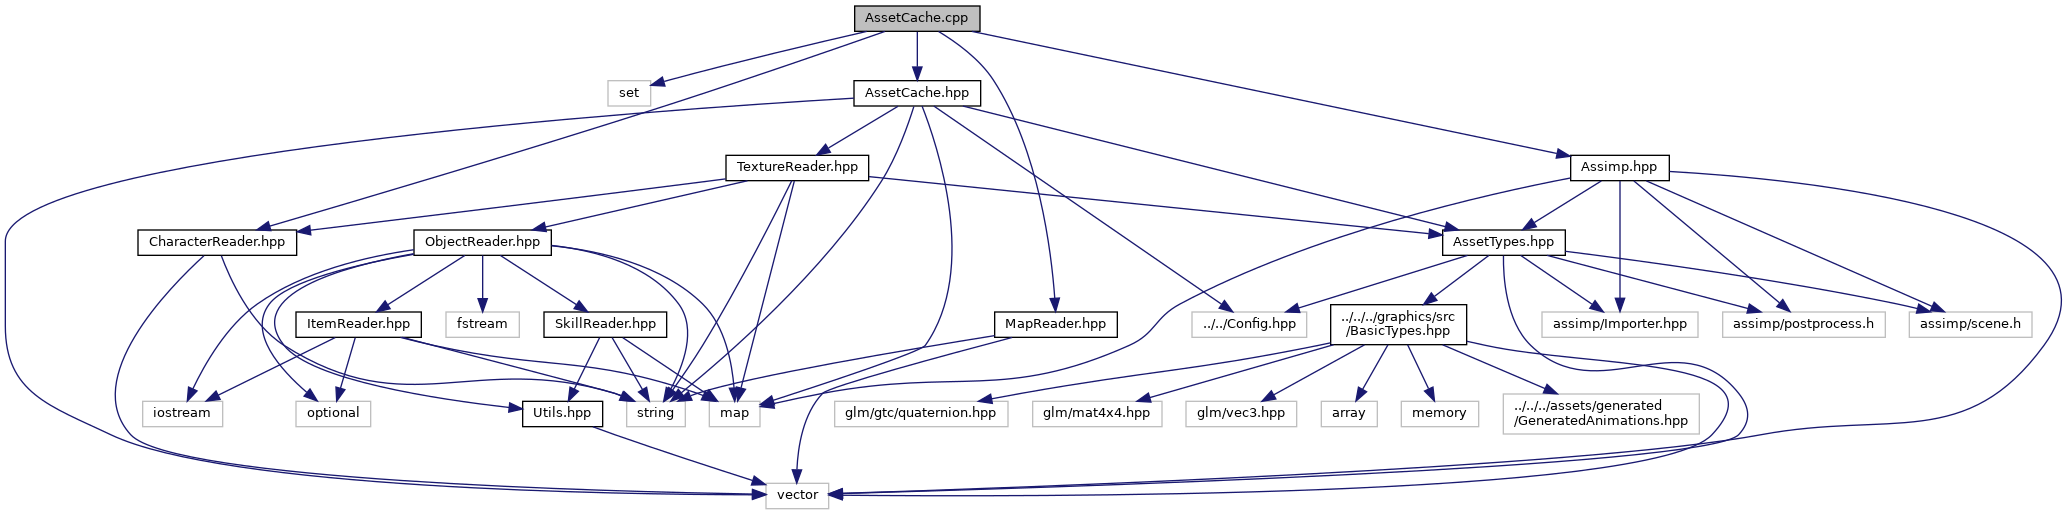 AssetCache.cpp
set
AssetCache.hpp
TextureReader.hpp
Assimp.hpp
CharacterReader.hpp
ObjectReader.hpp
AssetTypes.hpp
ItemReader.hpp
fstream
SkillReader.hpp
MapReader.hpp
../../Config.hpp
../../../graphics/src
/BasicTypes.hpp
assimp/Importer.hpp
assimp/postprocess.h
assimp/scene.h
iostream
optional
Utils.hpp
string
map
glm/gtc/quaternion.hpp
glm/mat4x4.hpp
glm/vec3.hpp
array
memory
../../../assets/generated
/GeneratedAnimations.hpp
vector